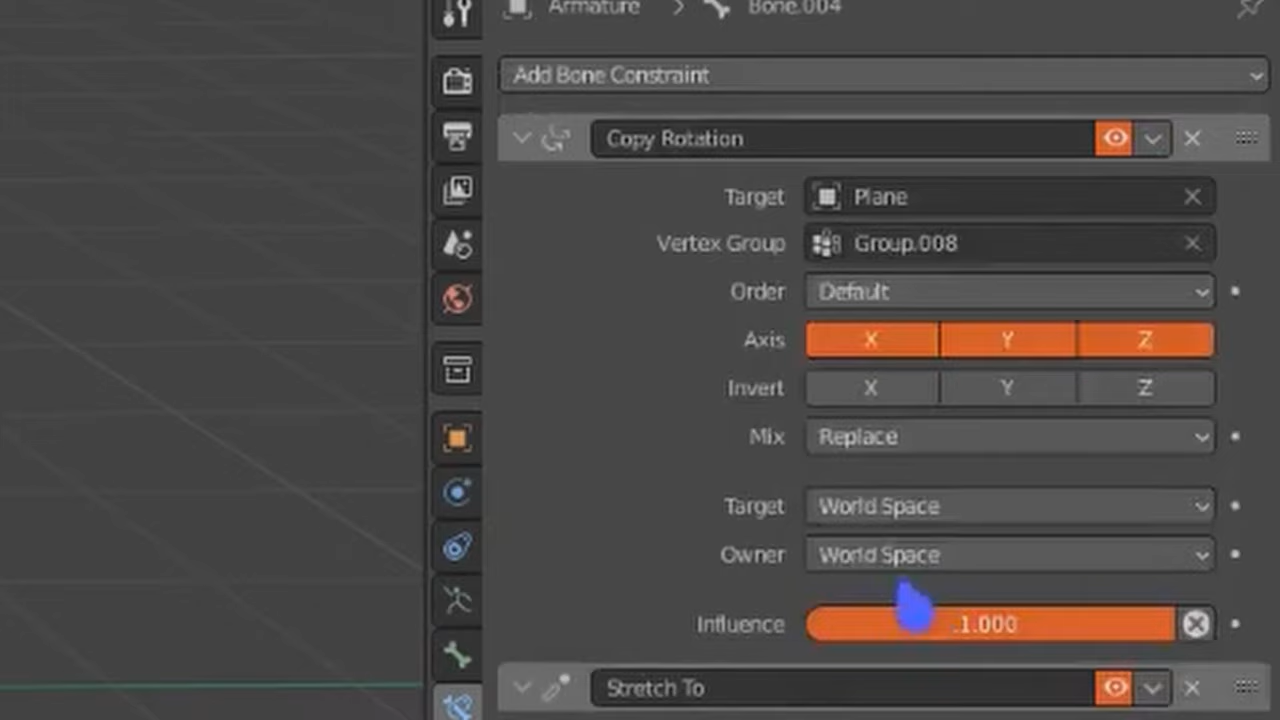 Armature > Bone.004
Add Bone Constraint
Copy Rotation
Target Plane
Vertex Group Group.008
Order Default
Axis X Y Z
Invert X Y Z
Mix Replace
Target World Space
Owner World Space
Influence 1.000
Stretch To